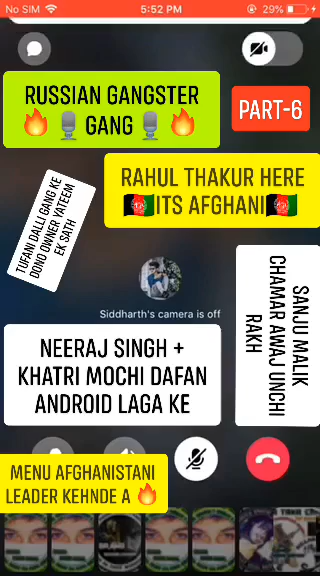 No SIM 5:52 PM 29%
RUSSIAN GANGSTER
🔥🎙️GANG🎙️🔥
PART-6
RAHUL THAKUR HERE
🇦🇫ITS AFGHANI🇦🇫
TUFANI DALLI GANG KE
DONO OWNER YATEEM
EK SATH
Siddharth's camera is off
SANJU MALIK
CHAMAR AWAJ UNCHI
RAKH
NEERAJ SINGH +
KHATRI MOCHI DAFAN
ANDROID LAGA KE
MENU AFGHANISTANI
LEADER KEHNDE A 🔥